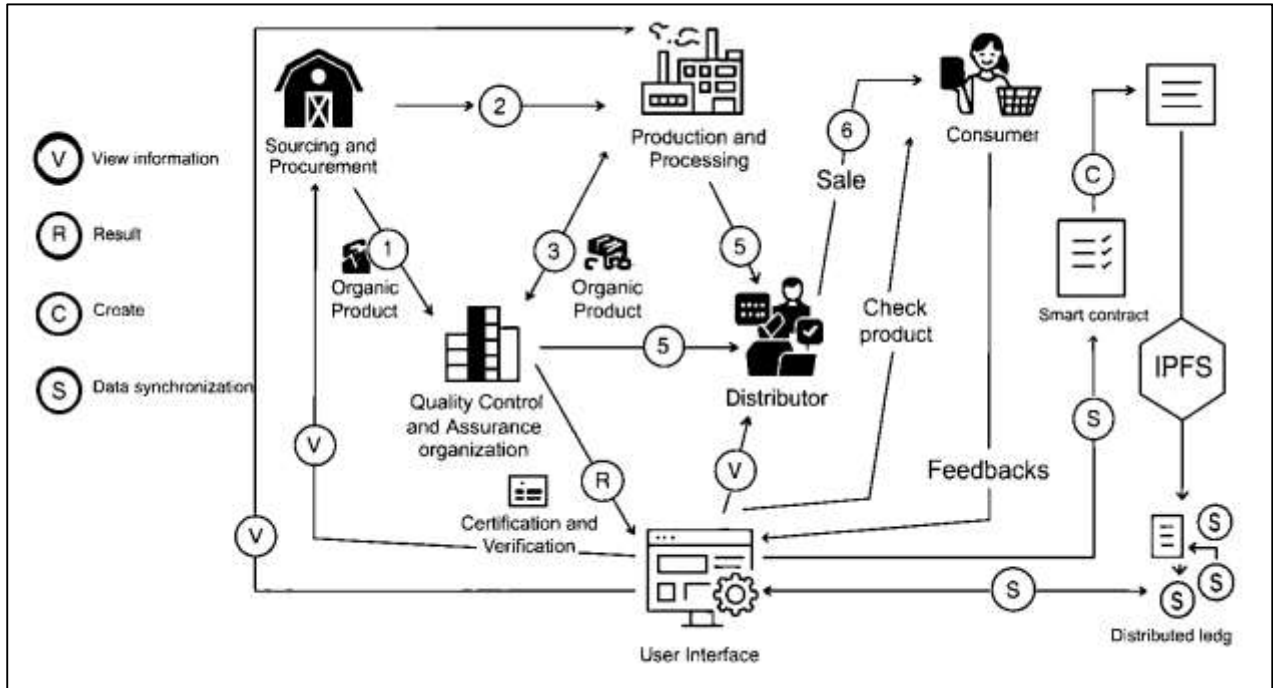 V
View information
R
Result
C
Create
S
Data synchronization
Sourcing and
Procurement
2
Production and
Processing
6
Sale
Consumer
C
Smart contract
1
Organic
Product
3
Organic
Product
5
5
Check
product
IPFS
Quality Control
and Assurance
organization
Distributor
V
R
V
S
Feedbacks
Certification and
Verification
V
S
S
S
S
Distributed ledg
User Interface